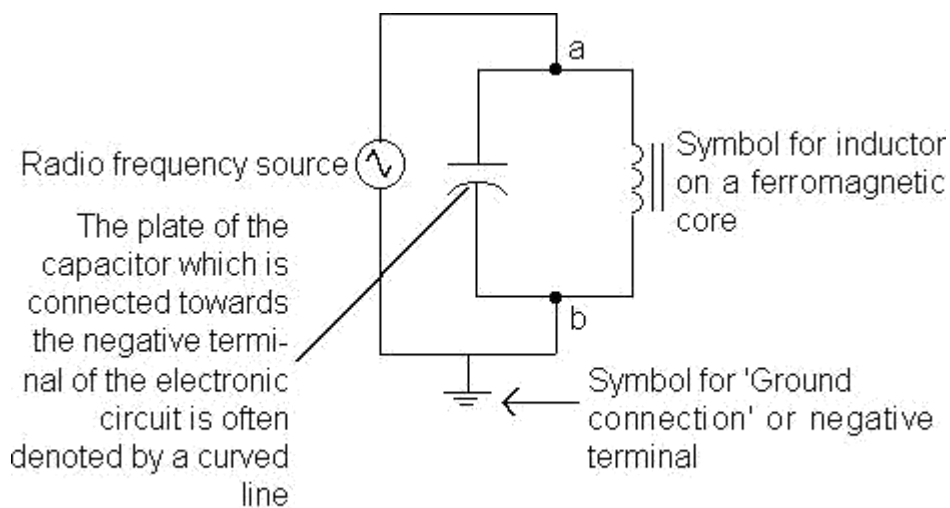 a
Radio frequency source
Symbol for inductor
on a ferromagnetic
core
The plate of the
capacitor which is
connected towards
the negative termi-
nal of the electronic
circuit is often
denoted by a curved
line
b
Symbol for 'Ground
connection' or negative
terminal